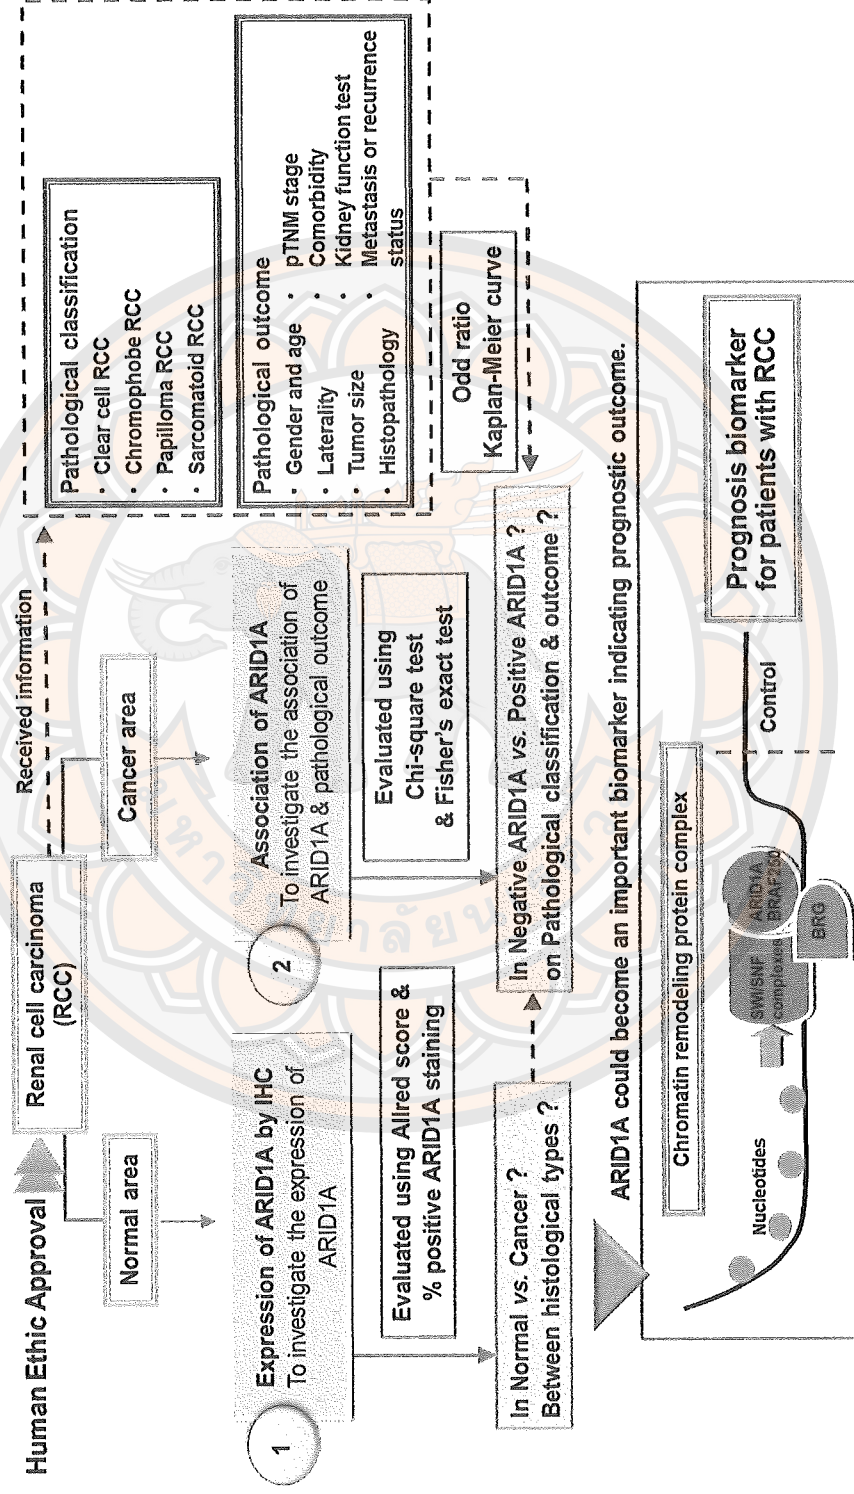 Human Ethic Approval
Renal cell carcinoma
(RCC)
Received information
Normal area
Cancer area
Pathological classification
• Clear cell RCC
• Chromophobe RCC
• Papilloma RCC
• Sarcomatoid RCC
1
Expression of ARID1A by IHC
To investigate the expression of
ARID1A
2
Association of ARID1A
To investigate the association of
ARID1A & pathological outcome
Pathological outcome
• Gender and age
• Laterality
• Tumor size
• Histopathology
• pTNM stage
• Comorbidity
• Kidney function test
• Metastasis or recurrence
status
Evaluated using Allred score &
% positive ARID1A staining
Evaluated using
Chi-square test
& Fisher's exact test
Odd ratio
Kaplan-Meier curve
In Normal vs. Cancer ?
Between histological types ?
In Negative ARID1A vs. Positive ARID1A ?
on Pathological classification & outcome ?
ARID1A could become an important biomarker indicating prognostic outcome.
Chromatin remodeling protein complex
Nucleotides
SWI/SNF
complexes
ARID1A
BRAF250
BRG
Control
Prognosis biomarker
for patients with RCC